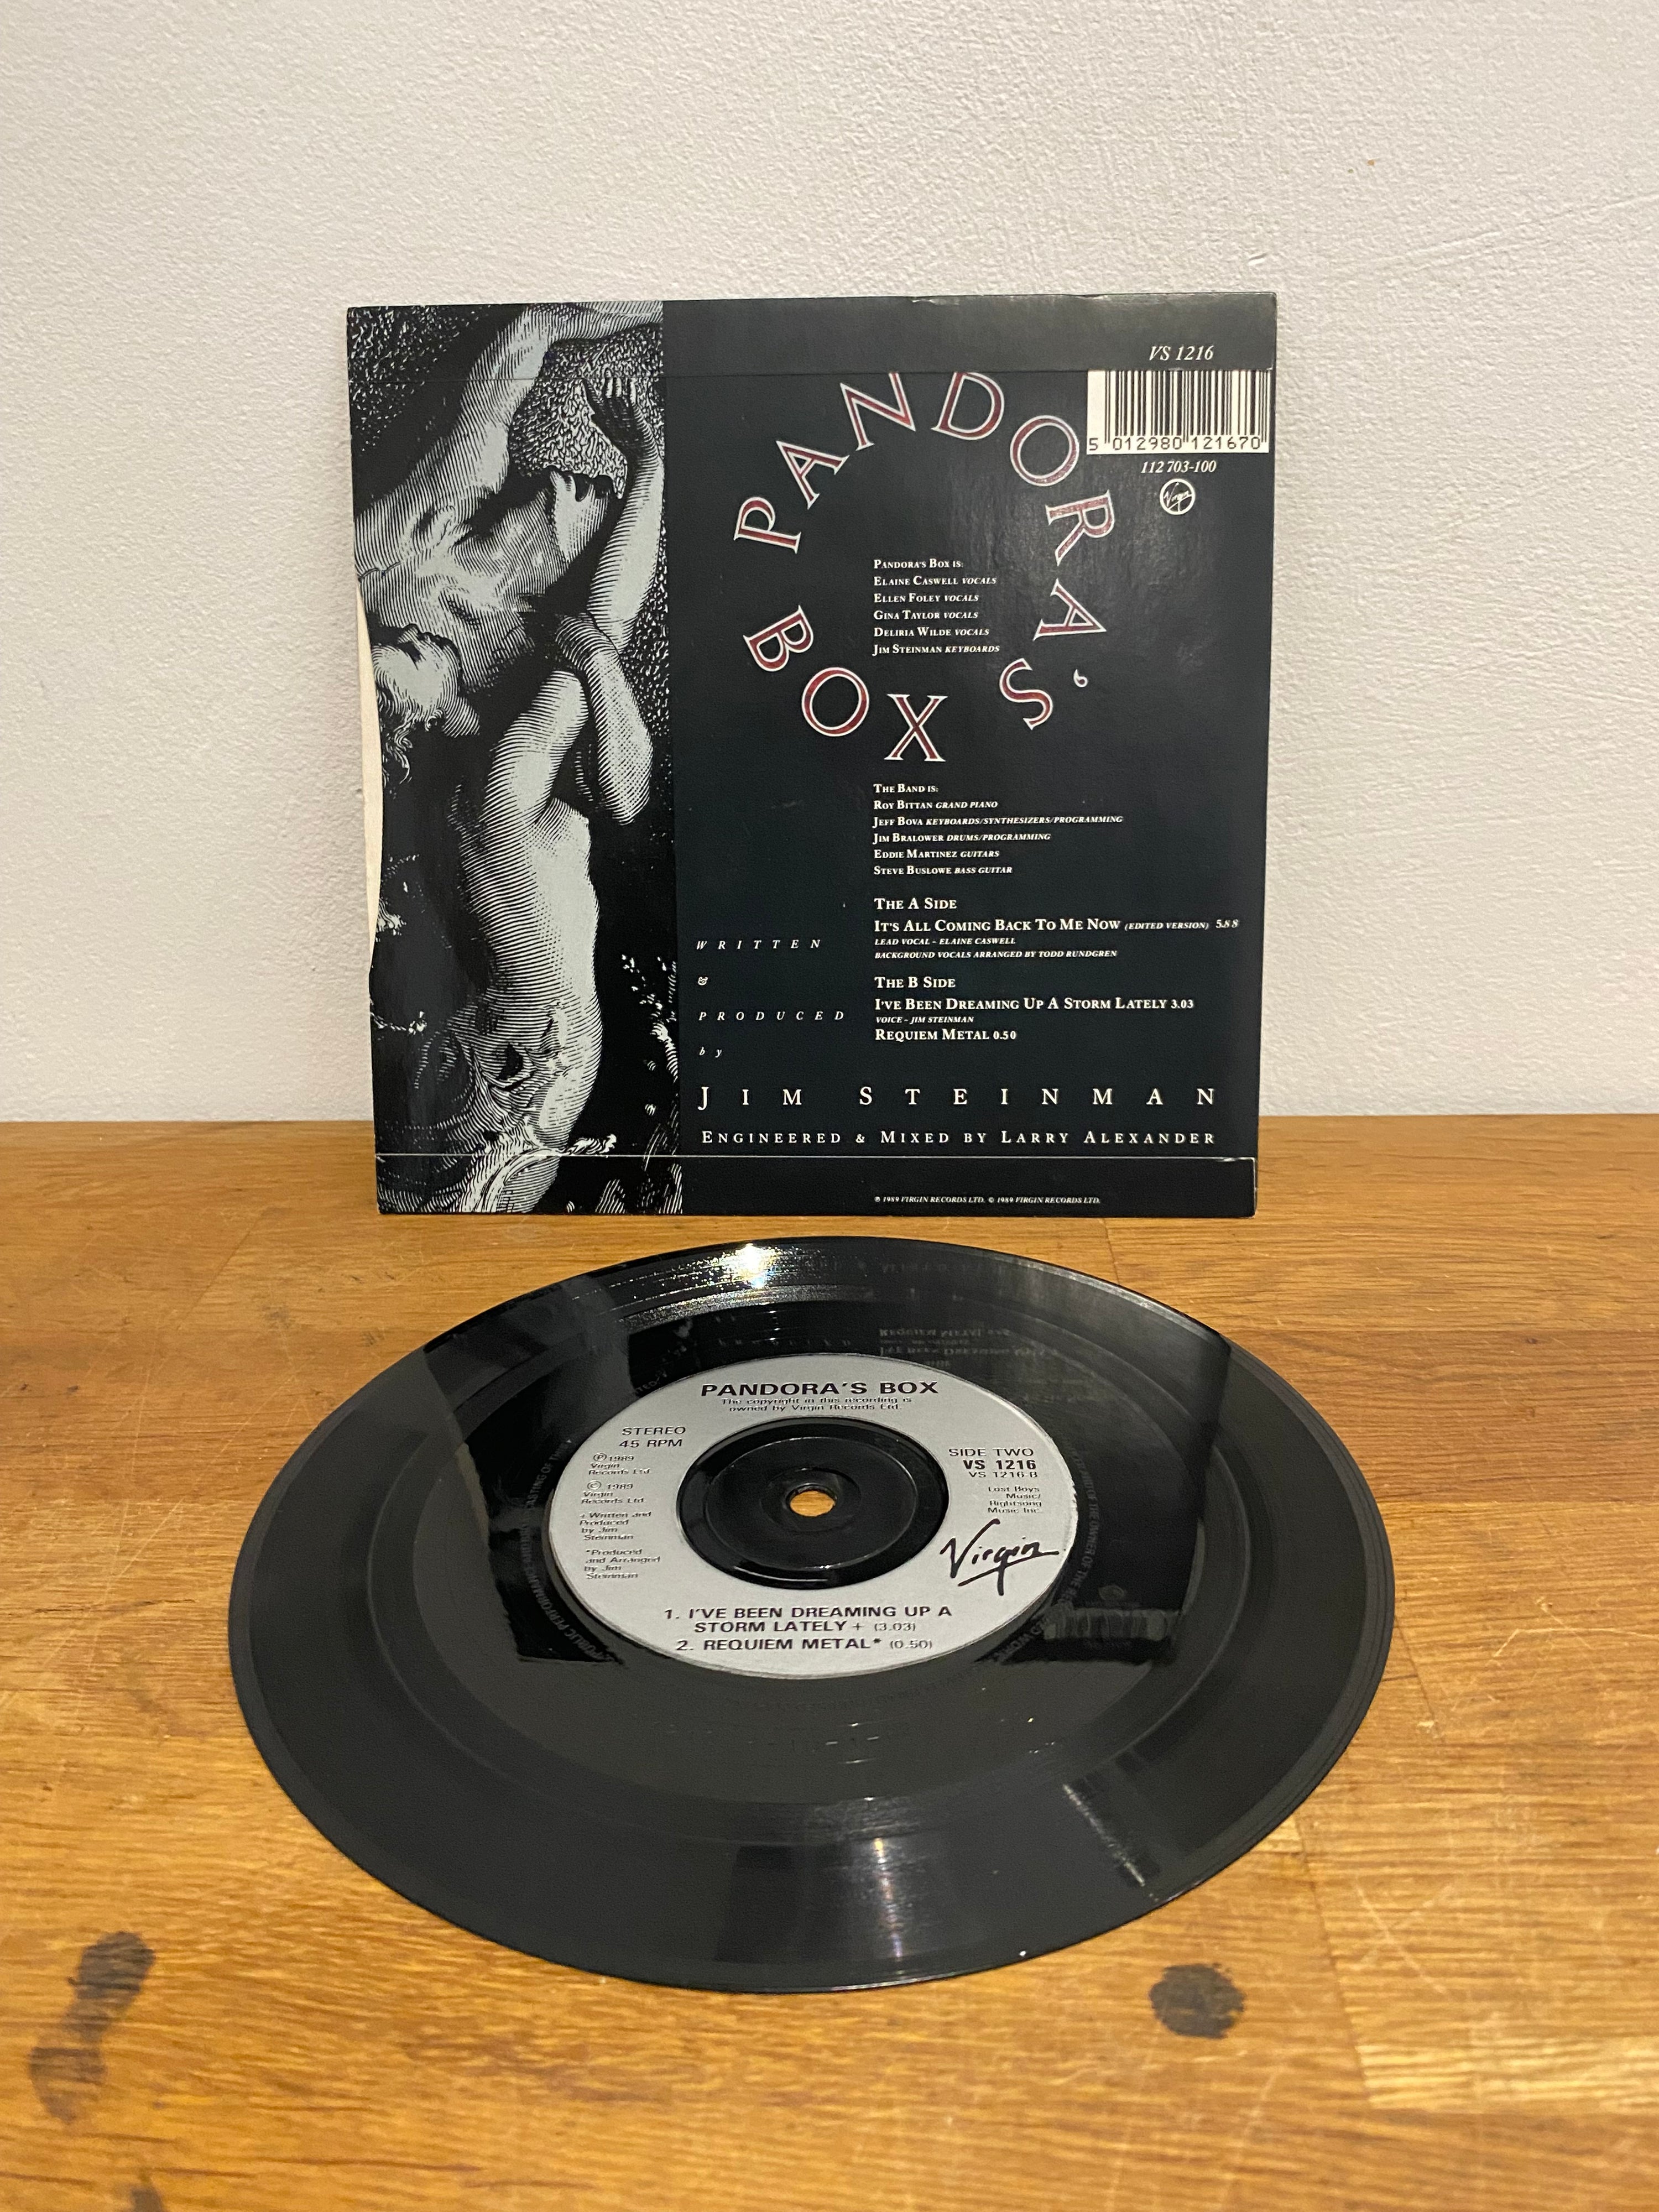 VS 1216
PANDORA'S BOX
5 012980 121670
112 703-100
Virgin
PANDORA'S BOX IS:
ELAINE CASWELL VOCALS
ELLEN FOLEY VOCALS
GINA TAYLOR VOCALS
DELIRIA WILDE VOCALS
JIM STEINMAN KEYBOARDS
THE BAND IS:
ROY BITTAN GRAND PIANO
JEFF BOVA KEYBOARDS/SYNTHESIZERS/PROGRAMMING
JIM BRALOWER DRUMS/PROGRAMMING
EDDIE MARTINEZ GUITARS
STEVE BUSLOWE BASS GUITAR
THE A SIDE
IT'S ALL COMING BACK TO ME NOW (EDITED VERSION) 5.88
LEAD VOCAL – ELAINE CASWELL
BACKGROUND VOCALS ARRANGED BY TODD RUNDGREN
THE B SIDE
I'VE BEEN DREAMING UP A STORM LATELY 3.03
VOICE – JIM STEINMAN
REQUIEM METAL 0.50
WRITTEN
&
PRODUCED
by
JIM STEINMAN
ENGINEERED & MIXED BY LARRY ALEXANDER
℗ 1989 VIRGIN RECORDS LTD. © 1989 VIRGIN RECORDS LTD.
PANDORA'S BOX
The copyright in this recording is
owned by Virgin Records Ltd.
STEREO
45 RPM
℗ 1989
Virgin
Records Ltd
© 1989
Virgin
Records Ltd.
+ Written and
Produced
by Jim
Steinman
*Produced
and Arranged
by Jim
Steinman
SIDE TWO
VS 1216
VS 1216 B
Lost Boys
Music/
Rightsong
Music Inc.
Virgin
1. I'VE BEEN DREAMING UP A
STORM LATELY + (3.03)
2. REQUIEM METAL* (0.50)